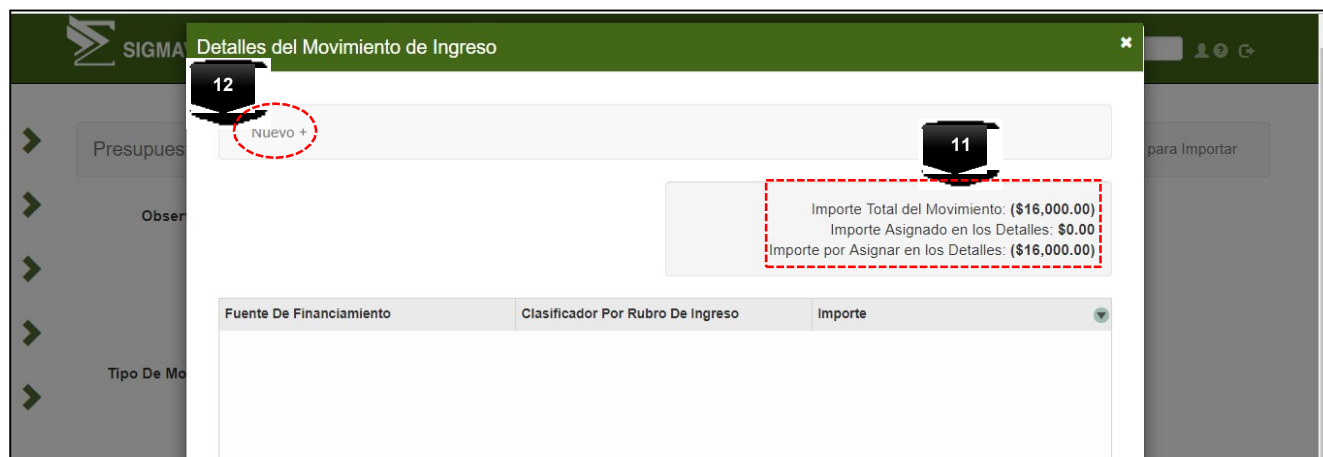 SIGMA
Detalles del Movimiento de Ingreso
12
Nuevo +
11
Presupues
para Importar
Importe Total del Movimiento: ($16,000.00)
Obser
Importe Asignado en los Detalles: $0.00
Importe por Asignar en los Detalles: ($16,000.00)
Fuente De Financiamiento Clasificador Por Rubro De Ingreso Importe
Tipo De Mo